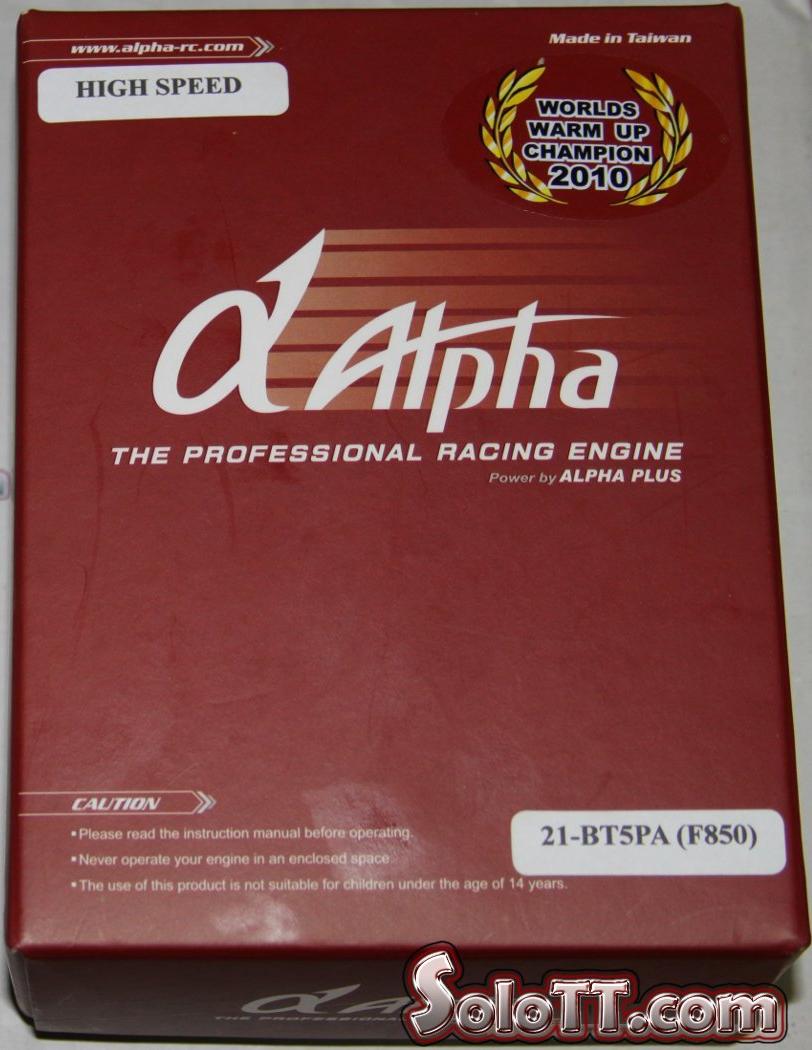 www.alpha-rc.com
Made in Taiwan
HIGH SPEED
WORLDS
WARM UP
CHAMPION
2010
α Alpha
THE PROFESSIONAL RACING ENGINE
Power by ALPHA PLUS
CAUTION
▪Please read the instruction manual before operating.
▪Never operate your engine in an enclosed space
▪The use of this product is not suitable for children under the age of 14 years.
21-BT5PA (F850)
THE PROFESSIONAL
SoloTT.com